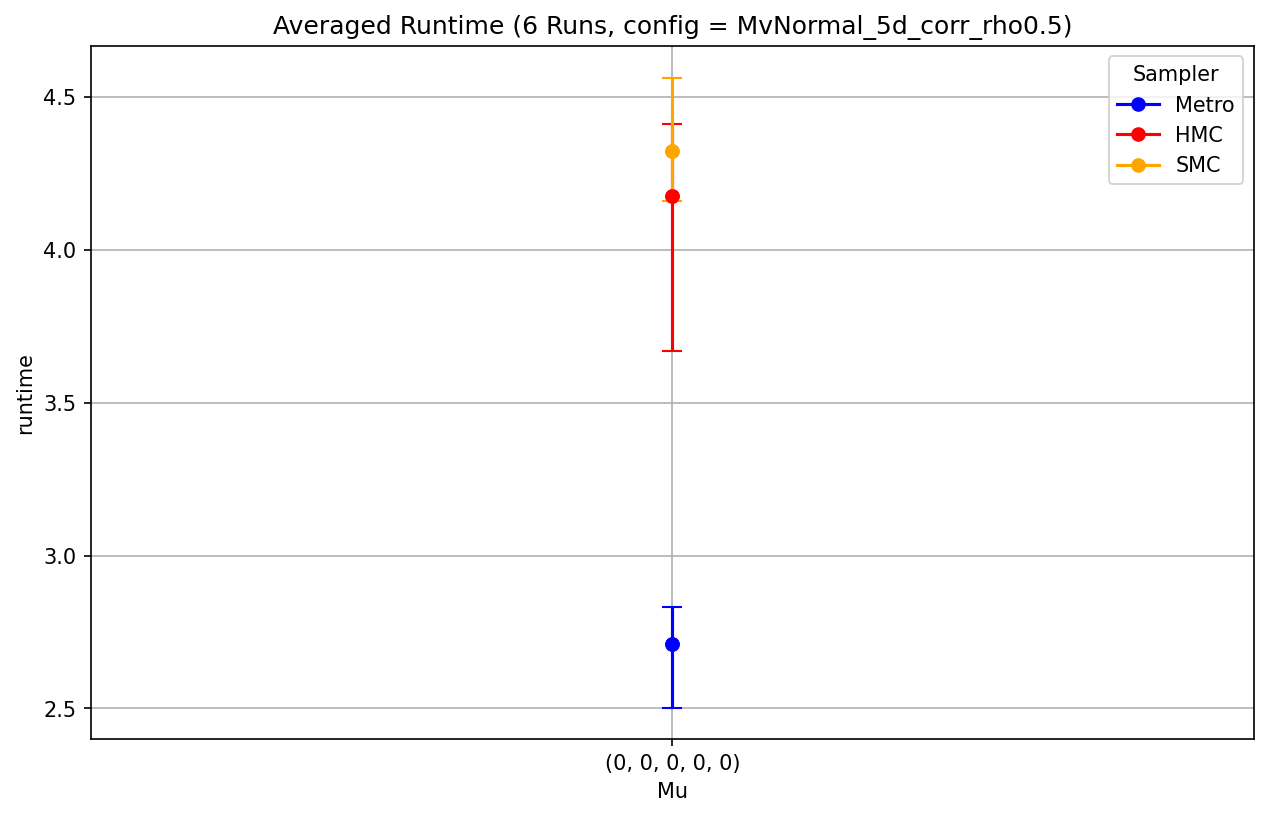 Averaged Runtime (6 Runs, config = MvNormal_5d_corr_rho0.5)
Sampler
Metro
HMC
SMC
4.5
4.0
3.5
3.0
2.5
runtime
(0, 0, 0, 0, 0)
Mu